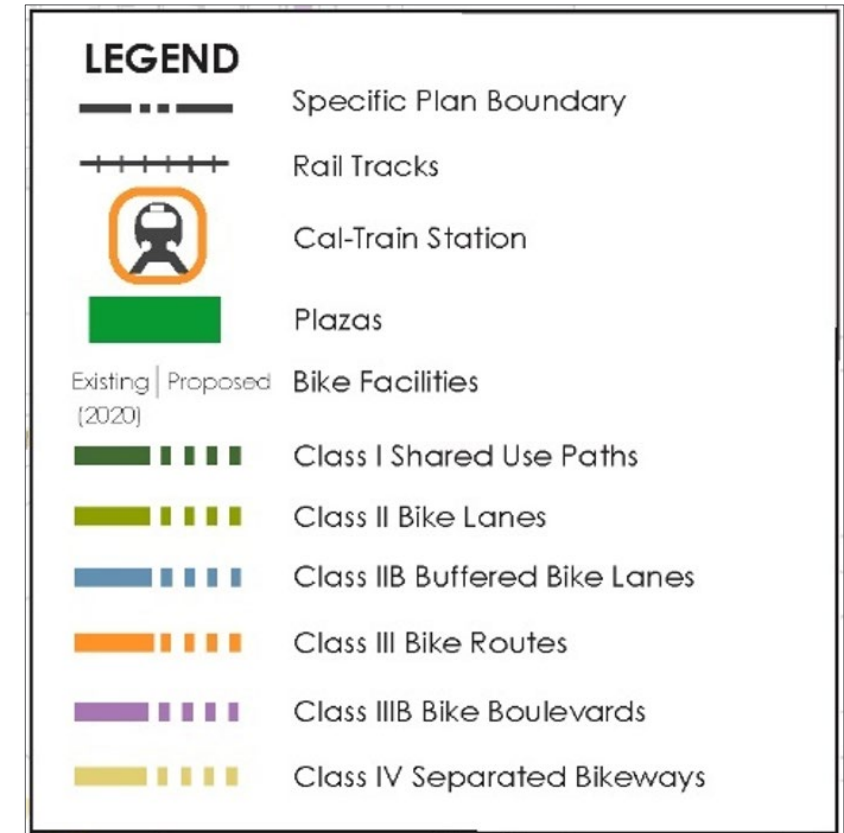 LEGEND
Specific Plan Boundary
Rail Tracks
Cal-Train Station
Plazas
Existing | Proposed Bike Facilities
(2020)
Class I Shared Use Paths
Class II Bike Lanes
Class IIB Buffered Bike Lanes
Class III Bike Routes
Class IIIB Bike Boulevards
Class IV Separated Bikeways